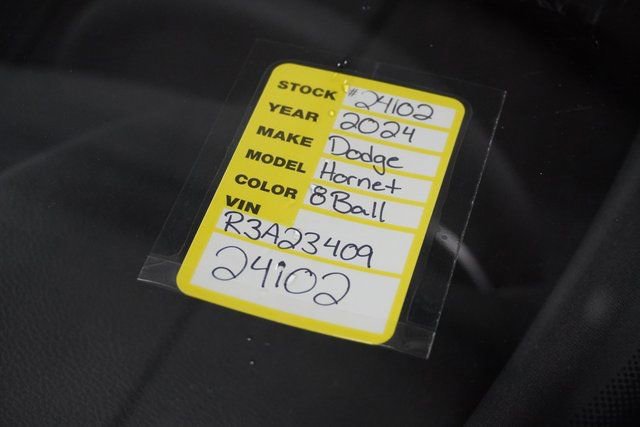 STOCK #24102
YEAR 2024
MAKE Dodge
MODEL Hornet
COLOR 8 Ball
VIN
R3A23409
24102